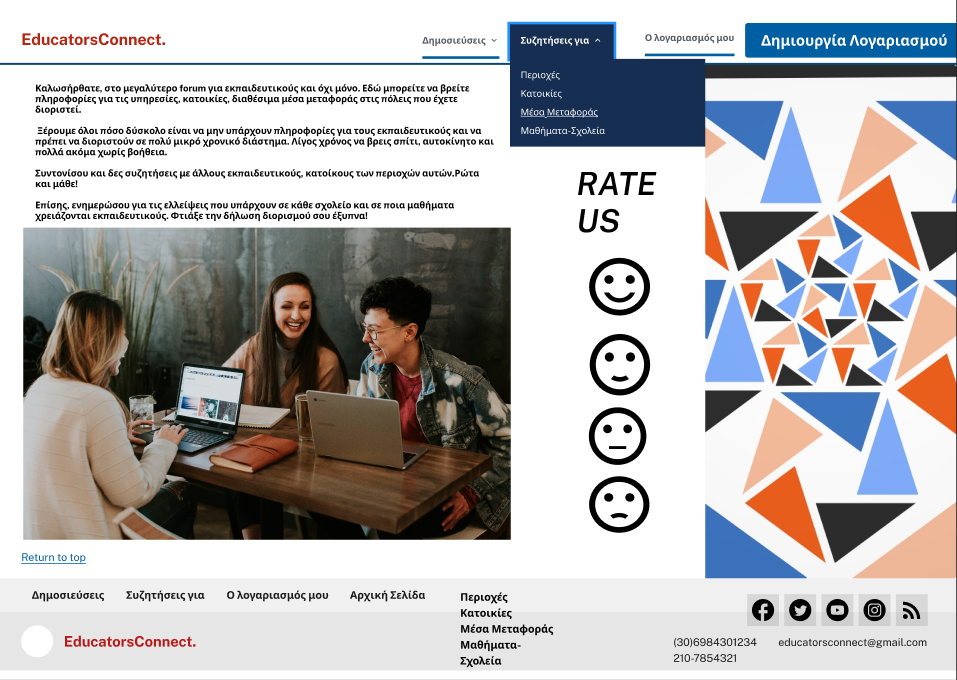 EducatorsConnect.
Δημοσιεύσεις
Συζητήσεις για
Ο λογαριασμός μου
Δημιουργία Λογαριασμού
Περιοχές
Κατοικίες
Μέσα Μεταφοράς
Μαθήματα-Σχολεία
Καλωσήρθατε, στο μεγαλύτερο forum για εκπαιδευτικούς και όχι μόνο. Εδώ μπορείτε να βρείτε
πληροφορίες για τις υπηρεσίες, κατοικίες, διαθέσιμα μέσα μεταφοράς στις πόλεις που έχετε
διοριστεί.
Ξέρουμε όλοι πόσο δύσκολο είναι να μην υπάρχουν πληροφορίες για τους εκπαιδευτικούς και να
πρέπει να διοριστούν σε πολύ μικρό χρονικό διάστημα. Λίγος χρόνος να βρεις σπίτι, αυτοκίνητο και
πολλά ακόμα χωρίς βοήθεια.
Συντονίσου και δες συζητήσεις με άλλους εκπαιδευτικούς, κατοίκους των περιοχών αυτών.Ρώτα
και μάθε!
Επίσης, ενημερώσου για τις ελλείψεις που υπάρχουν σε κάθε σχολείο και σε ποια μαθήματα
χρειάζονται εκπαιδευτικούς. Φτιάξε την δήλωση διορισμού σου έξυπνα!
RATE
US
Return to top
Δημοσιεύσεις
Συζητήσεις για
Ο λογαριασμός μου
Αρχική Σελίδα
Περιοχές
Κατοικίες
Μέσα Μεταφοράς
Μαθήματα-
Σχολεία
EducatorsConnect.
(30)6984301234
210-7854321
educatorsconnect@gmail.com